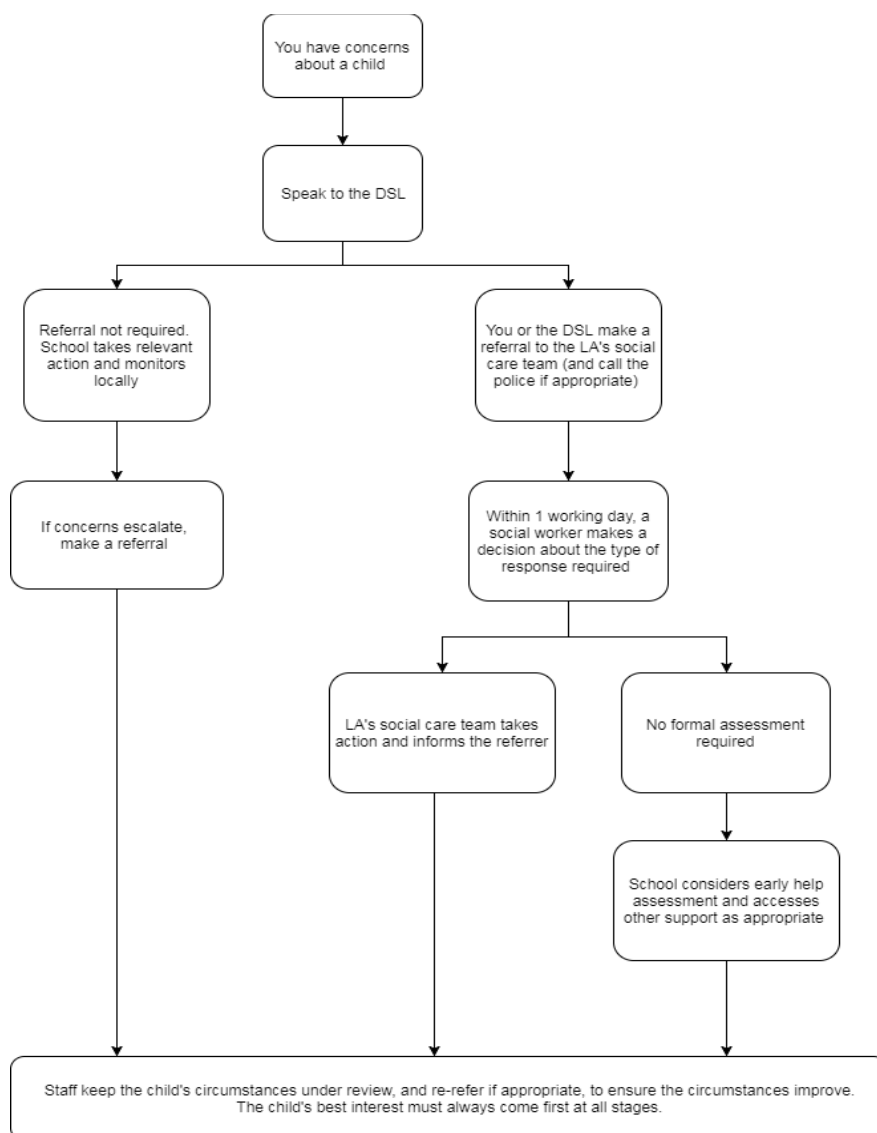 You have concerns
about a child
Speak to the DSL
Referral not required.
School takes relevant
action and monitors
locally
You or the DSL make a
referral to the LA's social
care team (and call the
police if appropriate)
If concerns escalate,
make a referral
Within 1 working day, a
social worker makes a
decision about the type of
response required
LA's social care team takes
action and informs the referrer
No formal assessment
required
School considers early help
assessment and accesses
other support as appropriate
Staff keep the child's circumstances under review, and re-refer if appropriate, to ensure the circumstances improve.
The child's best interest must always come first at all stages.